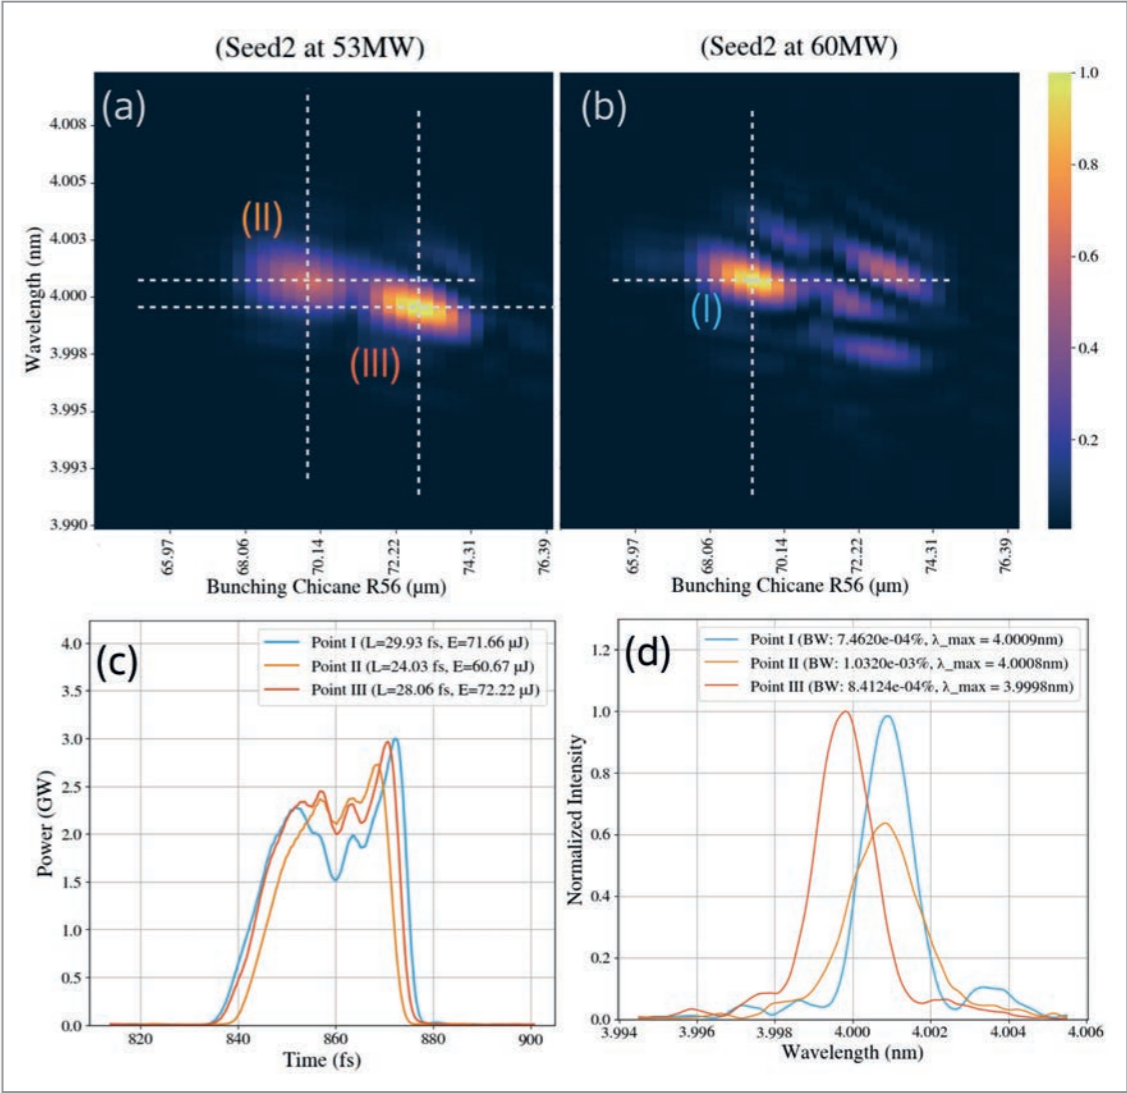 (Seed2 at 53MW)
(Seed2 at 60MW)
(a)
(b)
(II)
(III)
(I)
Wavelength (nm)
4.008
4.005
4.003
4.000
3.998
3.995
3.993
3.990
65.97
68.06
70.14
72.22
74.31
76.39
Bunching Chicane R56 (μm)
65.97
68.06
70.14
72.22
74.31
76.39
Bunching Chicane R56 (μm)
1.0
0.8
0.6
0.4
0.2
(c)
Point I (L=29.93 fs, E=71.66 μJ)
Point II (L=24.03 fs, E=60.67 μJ)
Point III (L=28.06 fs, E=72.22 μJ)
Power (GW)
4.0
3.5
3.0
2.5
2.0
1.5
1.0
0.5
0.0
820
840
860
880
900
Time (fs)
(d)
Point I (BW: 7.4620e-04%, λ_max = 4.0009nm)
Point II (BW: 1.0320e-03%, λ_max = 4.0008nm)
Point III (BW: 8.4124e-04%, λ_max = 3.9998nm)
Normalized Intensity
1.2
1.0
0.8
0.6
0.4
0.2
0.0
3.994
3.996
3.998
4.000
4.002
4.004
4.006
Wavelength (nm)